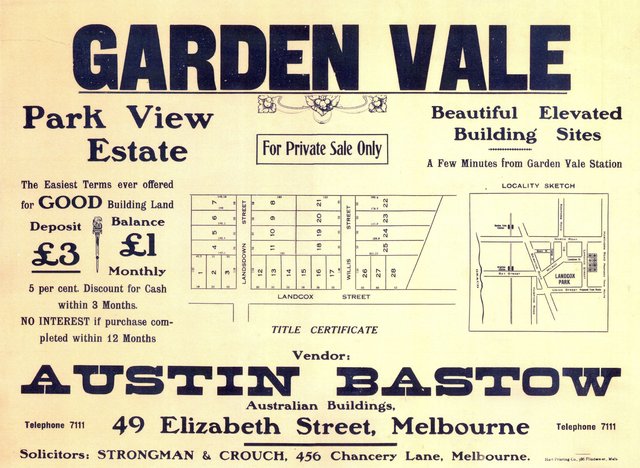 GARDEN VALE
Park View
Estate
For Private Sale Only
Beautiful Elevated
Building Sites
A Few Minutes from Garden Vale Station
The Easiest Terms ever offered
for GOOD Building Land
Deposit
£3
Balance
£1
Monthly
5 per cent. Discount for Cash
within 3 Months.
NO INTEREST if purchase com-
pleted within 12 Months
7 8 9 20 21 22
6 10 19 23
5 11 24
4 18 25
1 2 3 12 13 14 15 16 17 26 27 28
LANDSDOWN STREET
WILLIS STREET
LANDCOX STREET
TITLE CERTIFICATE
LOCALITY SKETCH
LANDCOX
PARK
Vendor:
AUSTIN BASTOW
Australian Buildings,
Telephone 7111
49 Elizabeth Street, Melbourne
Telephone 7111
Solicitors: STRONGMAN & CROUCH, 456 Chancery Lane, Melbourne.